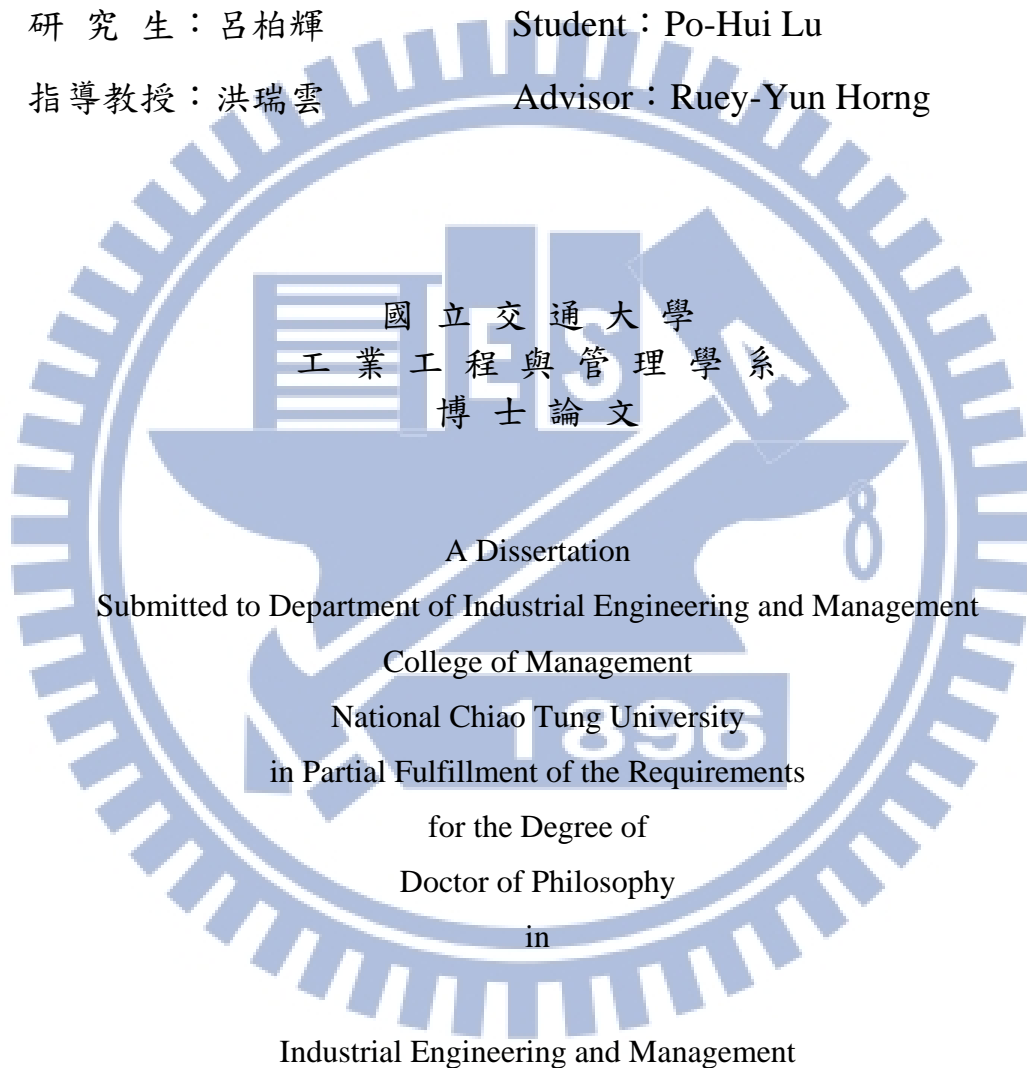 研 究 生：呂柏輝 Student：Po-Hui Lu
指導教授：洪瑞雲 Advisor：Ruey-Yun Horng
國 立 交 通 大 學
工 業 工 程 與 管 理 學 系
博 士 論 文
E S A
8
A Dissertation
Submitted to Department of Industrial Engineering and Management
College of Management
National Chiao Tung University
1896
in Partial Fulfillment of the Requirements
for the Degree of
Doctor of Philosophy
in
Industrial Engineering and Management